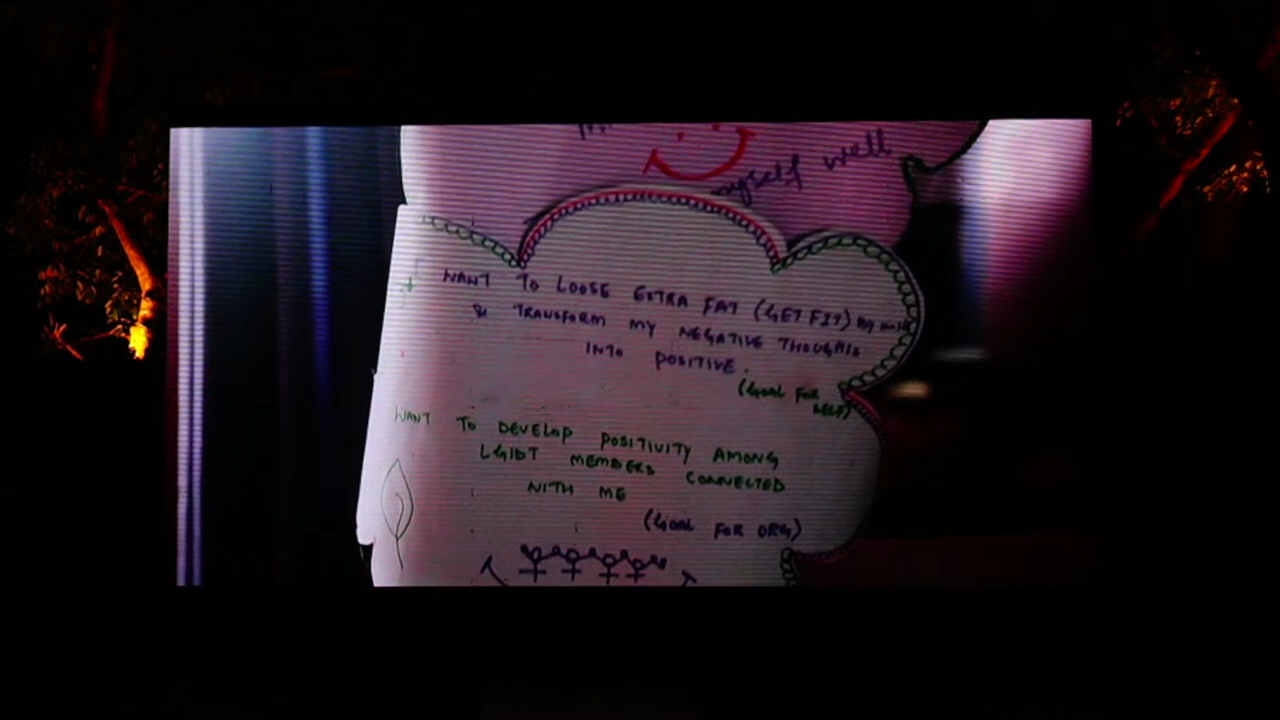 myself well
WANT TO LOOSE EXTRA FAT (GET FIT)
& TRANSFORM MY NEGATIVE THOUGHTS
INTO POSITIVE.
(GOAL FOR
SELF)
WANT TO DEVELOP POSITIVITY AMONG
LGBT MEMBERS CONNECTED
WITH ME
(GOAL FOR ORG)